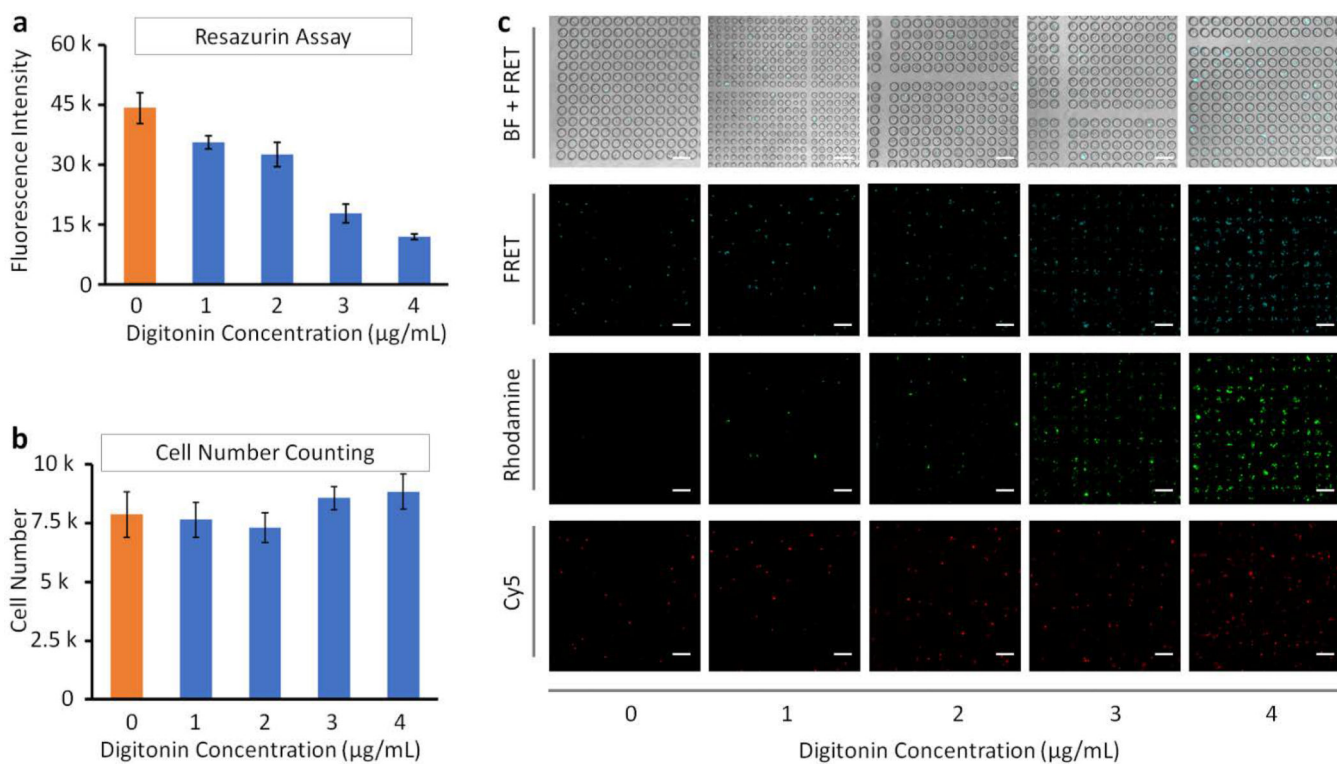 a
Resazurin Assay
Fluorescence Intensity
60 k
45 k
30 k
15 k
0
0 1 2 3 4
Digitonin Concentration (µg/mL)
b
Cell Number Counting
Cell Number
10 k
7.5 k
5 k
2.5 k
0
0 1 2 3 4
Digitonin Concentration (µg/mL)
c
BF + FRET
FRET
Rhodamine
Cy5
0 1 2 3 4
Digitonin Concentration (µg/mL)